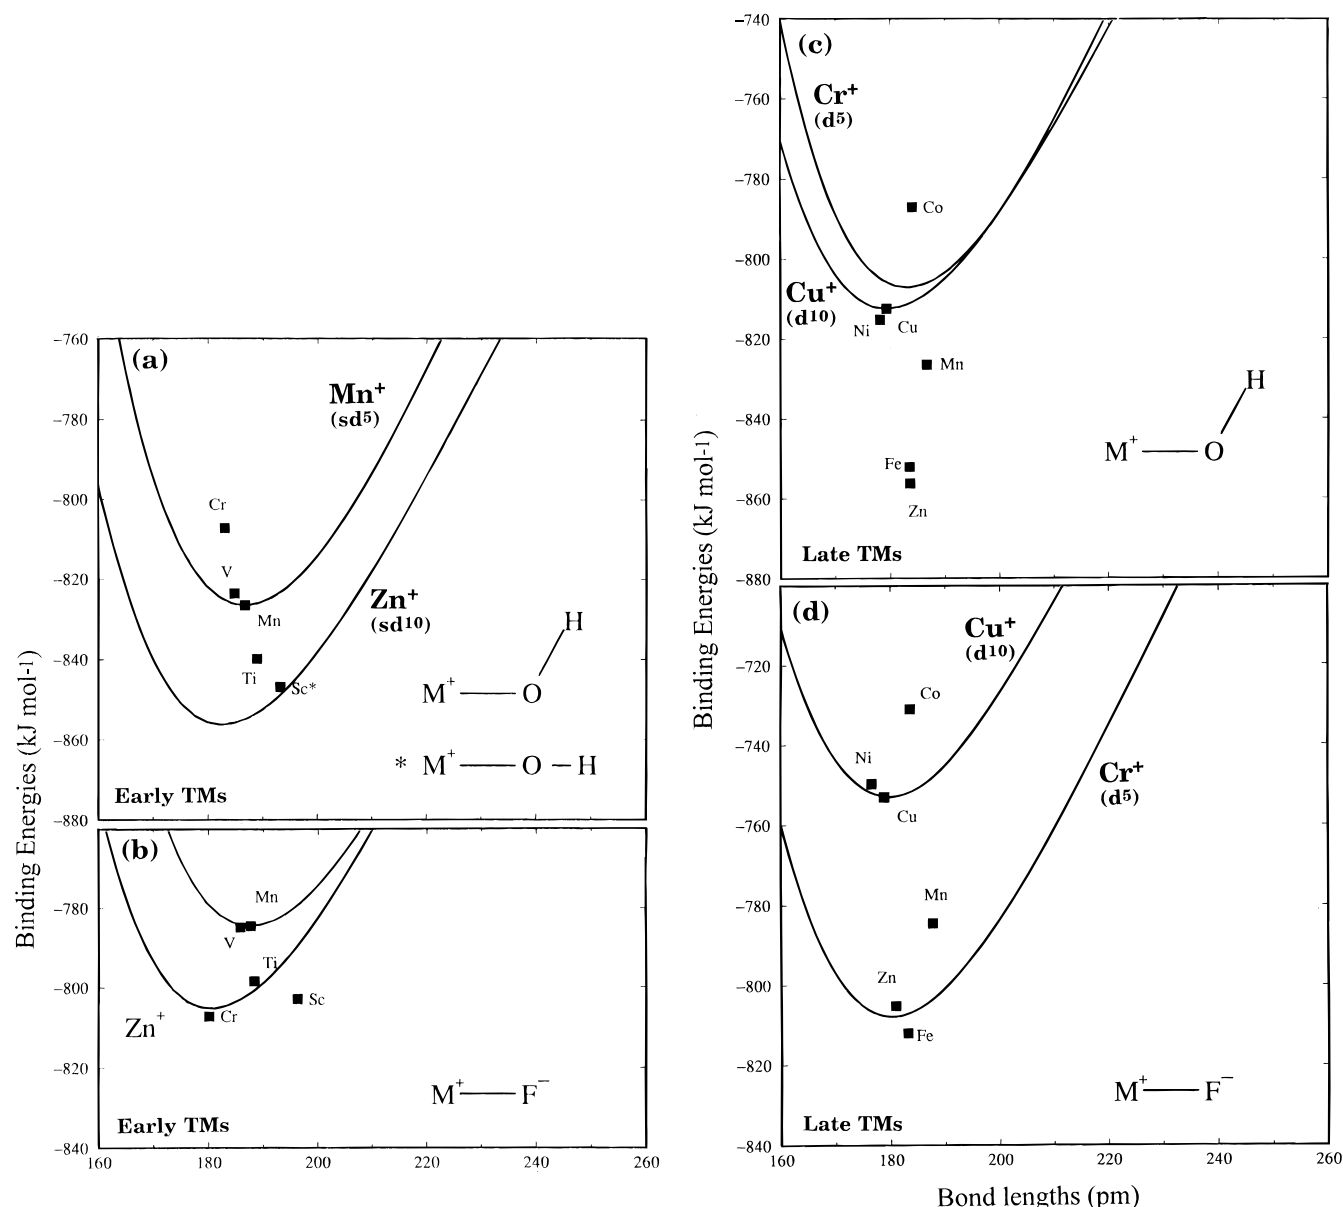 (a)
−760
−780
−800
−820
−840
−860
−880
Mn⁺
(sd⁵)
Cr
V
Mn
Zn⁺
(sd¹⁰)
Ti
Sc*
H
M⁺ O
* M⁺ O H
Early TMs
Binding Energies (kJ mol⁻¹)
(b)
−780
−800
−820
−840
Mn
V
Ti
Sc
Cr
Zn⁺
M⁺ F⁻
Early TMs
160 180 200 220 240 260
(c)
−740
−760
−780
−800
−820
−840
−860
−880
Cr⁺
(d⁵)
Co
Cu⁺
(d¹⁰)
Ni Cu
Mn
H
M⁺ O
Fe
Zn
Late TMs
Binding Energies (kJ mol⁻¹)
(d)
−720
−740
−760
−780
−800
−820
−840
Cu⁺
(d¹⁰)
Co
Ni
Cr⁺
(d⁵)
Cu
Mn
Zn
Fe
M⁺ F⁻
Late TMs
160 180 200 220 240 260
Bond lengths (pm)